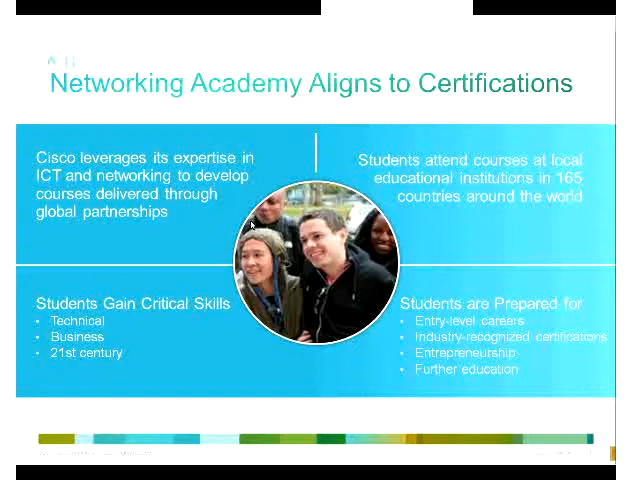 Networking Academy Aligns to Certifications
Cisco leverages its expertise in
ICT and networking to develop
courses delivered through
global partnerships
Students attend courses at local
educational institutions in 165
countries around the world
Students Gain Critical Skills
• Technical
• Business
• 21st century
Students are Prepared for
• Entry-level careers
• Industry-recognized certifications
• Entrepreneurship
• Further education